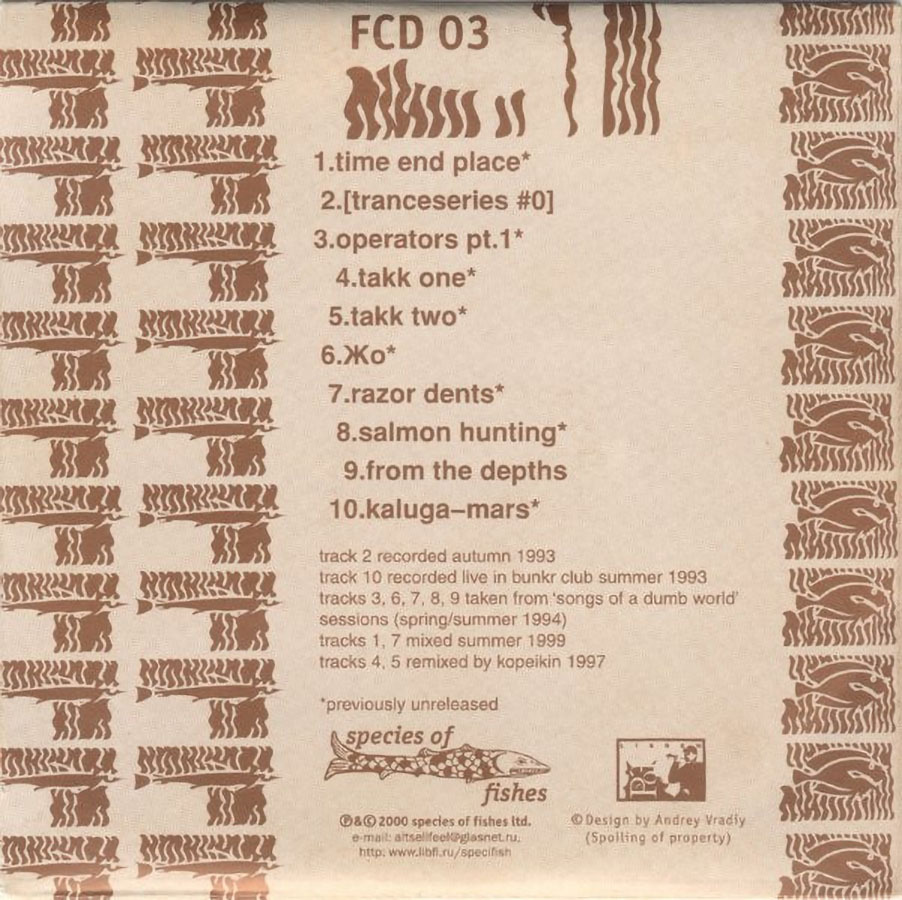 FCD 03
1.time end place*
2.[tranceseries #0]
3.operators pt.1*
4.takk one*
5.takk two*
6.Жо*
7.razor dents*
8.salmon hunting*
9.from the depths
10.kaluga–mars*
track 2 recorded autumn 1993
track 10 recorded live in bunkr club summer 1993
tracks 3, 6, 7, 8, 9 taken from ‘songs of a dumb world’
sessions (spring/summer 1994)
tracks 1, 7 mixed summer 1999
tracks 4, 5 remixed by kopeikin 1997
*previously unreleased
species of
fishes
℗&© 2000 species of fishes ltd.
e-mail:
http: www.libfl.ru/specifish
© Design by Andrey Vradiy
(Spoiling of property)